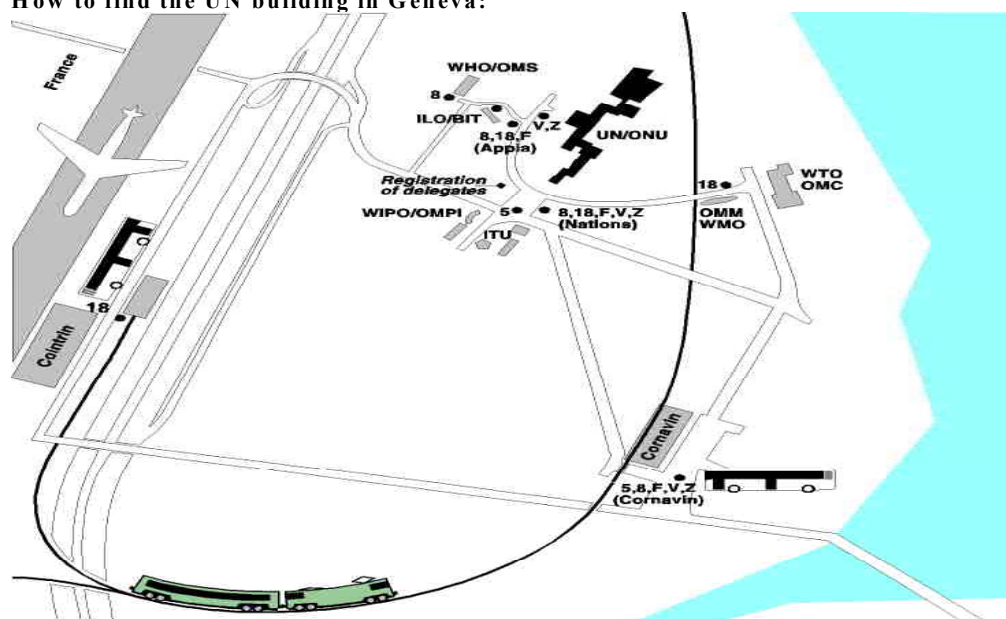 How to find the UN building in Geneva:
France
WHO/OMS
8
ILO/BIT
V,Z
8,18,F
(Appia)
UN/ONU
Registration
of delegates
18
WTO
OMC
WIPO/OMPI
5
8,18,F,V,Z
(Nations)
OMM
WMO
ITU
18
Cointrin
Cornavin
5,8,F,V,Z
(Cornavin)